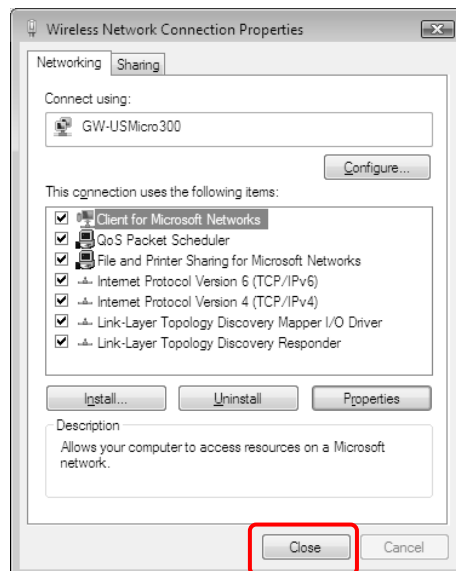 Wireless Network Connection Properties
Networking
Sharing
Connect using:
GW-USMicro300
Configure...
This connection uses the following items:
Client for Microsoft Networks
QoS Packet Scheduler
File and Printer Sharing for Microsoft Networks
Internet Protocol Version 6 (TCP/IPv6)
Internet Protocol Version 4 (TCP/IPv4)
Link-Layer Topology Discovery Mapper I/O Driver
Link-Layer Topology Discovery Responder
Install...
Uninstall
Properties
Description
Allows your computer to access resources on a Microsoft
network.
Close
Cancel